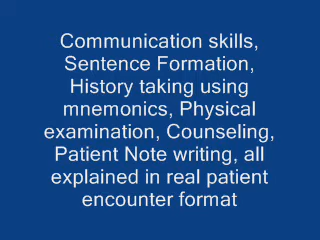 Communication skills,
Sentence Formation,
History taking using
mnemonics, Physical
examination, Counseling,
Patient Note writing, all
explained in real patient
encounter format